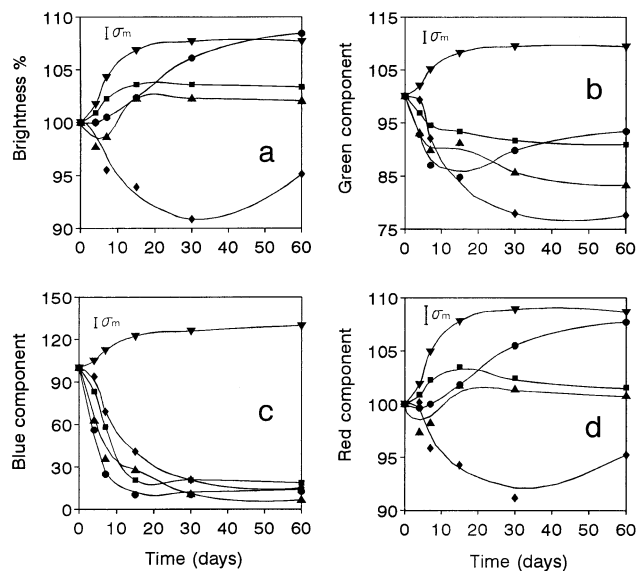 110
105
100
95
90
Brightness %
σm
a
0 10 20 30 40 50 60
115
105
95
85
75
Green component
σm
b
0 10 20 30 40 50 60
150
120
90
60
30
0
Blue component
σm
c
0 10 20 30 40 50 60
Time (days)
110
105
100
95
90
Red component
σm
d
0 10 20 30 40 50 60
Time (days)